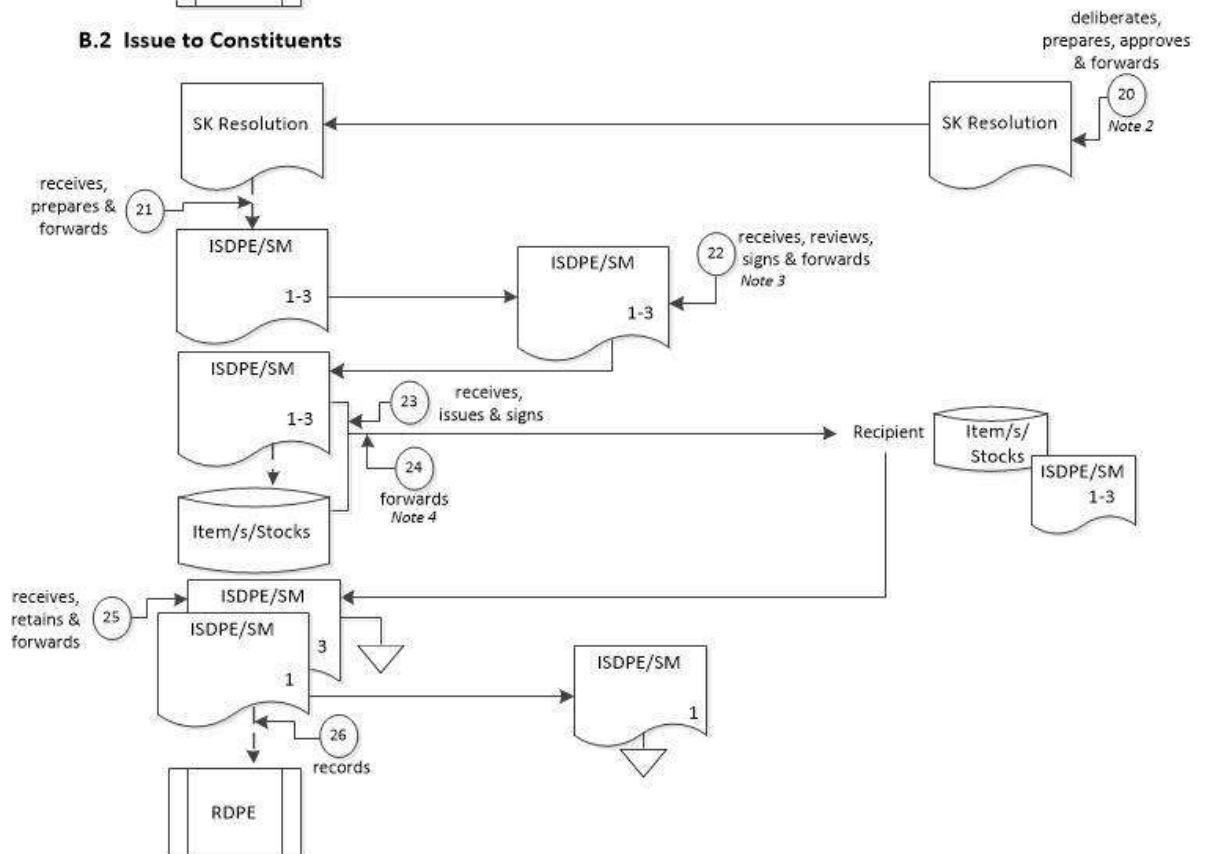 B.2 Issue to Constituents
deliberates,
prepares, approves
& forwards
20
Note 2
SK Resolution
SK Resolution
receives,
prepares &
forwards
21
ISDPE/SM
1-3
ISDPE/SM
1-3
22
receives, reviews,
signs & forwards
Note 3
ISDPE/SM
1-3
23
receives,
issues & signs
24
forwards
Note 4
Recipient
Item/s/
Stocks
ISDPE/SM
1-3
Item/s/Stocks
receives,
retains &
forwards
25
ISDPE/SM
3
ISDPE/SM
1
ISDPE/SM
1
26
records
RDPE